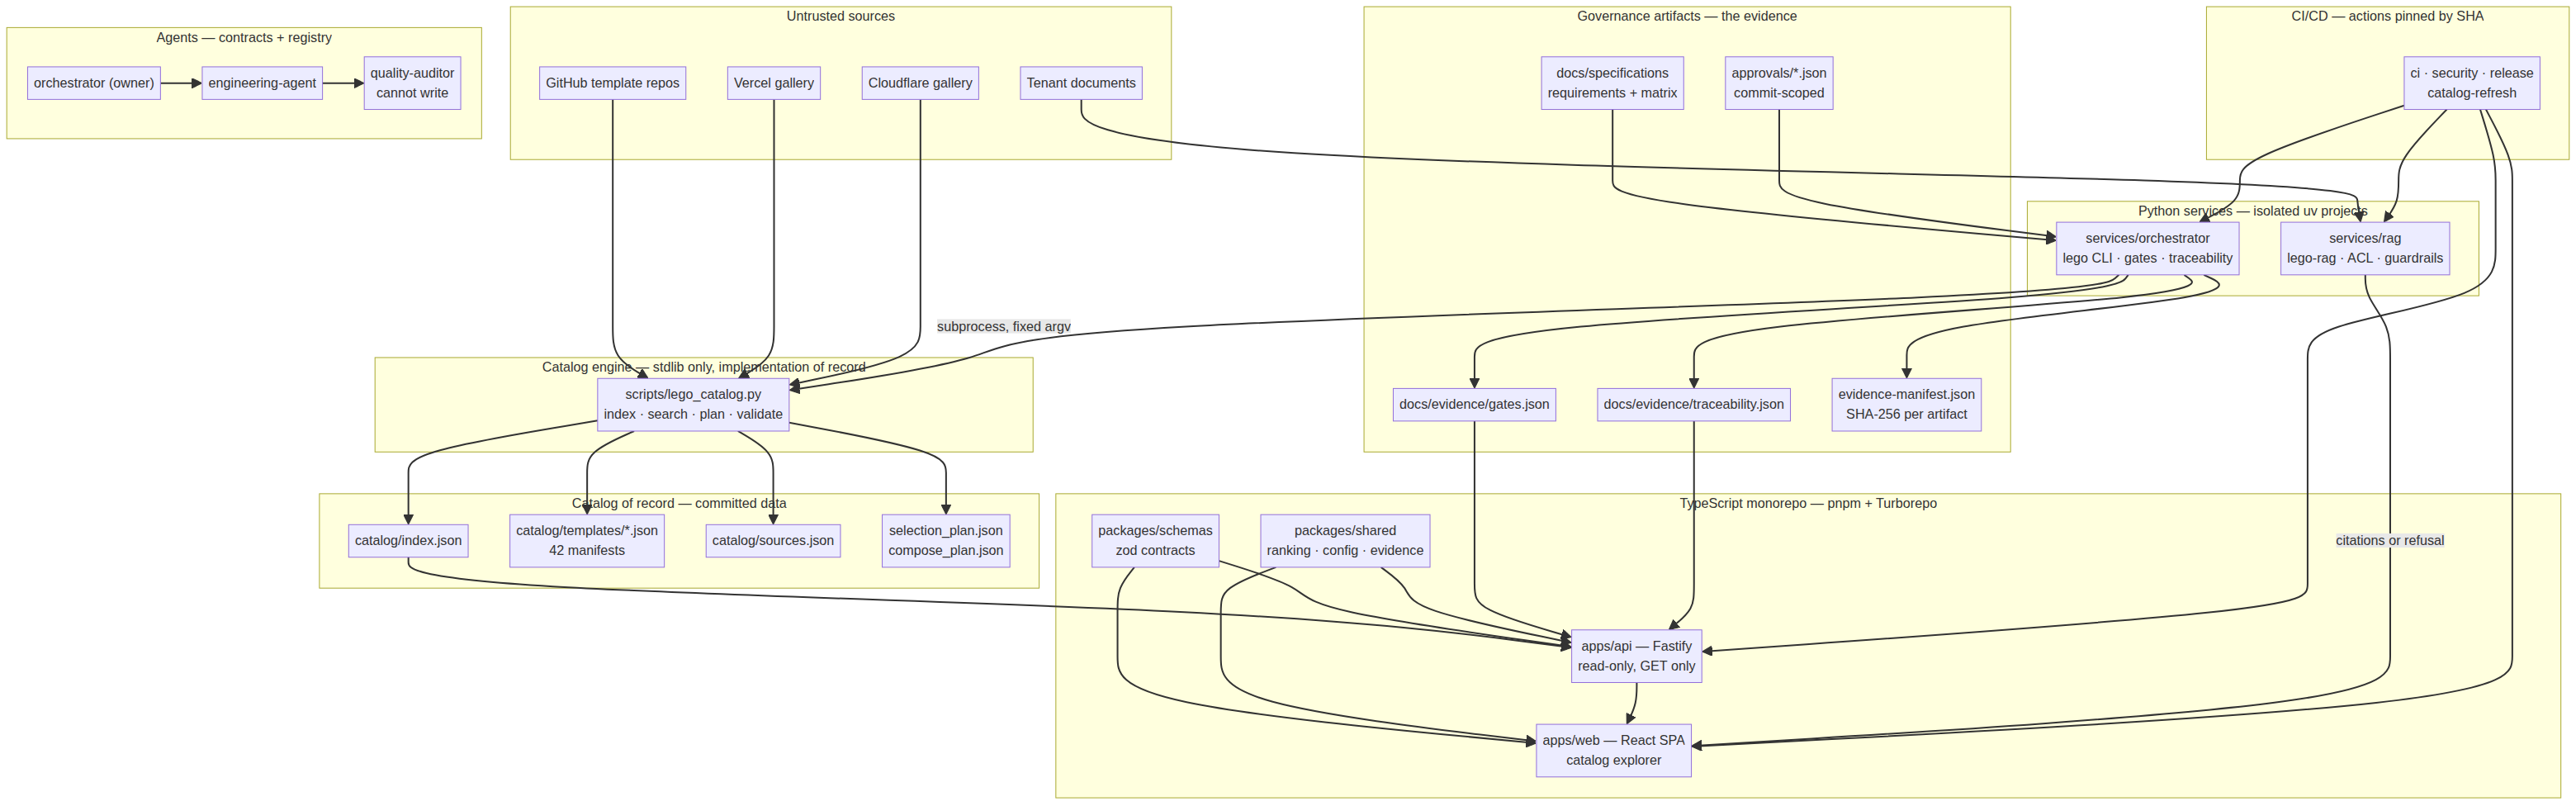 Agents — contracts + registry
orchestrator (owner)
engineering-agent
quality-auditor
cannot write
Untrusted sources
GitHub template repos
Vercel gallery
Cloudflare gallery
Tenant documents
Governance artifacts — the evidence
docs/specifications
requirements + matrix
approvals/*.json
commit-scoped
CI/CD — actions pinned by SHA
ci · security · release
catalog-refresh
Python services — isolated uv projects
services/orchestrator
lego CLI · gates · traceability
services/rag
lego-rag · ACL · guardrails
subprocess, fixed argv
Catalog engine — stdlib only, implementation of record
scripts/lego_catalog.py
index · search · plan · validate
docs/evidence/gates.json
docs/evidence/traceability.json
evidence-manifest.json
SHA-256 per artifact
Catalog of record — committed data
catalog/index.json
catalog/templates/*.json
42 manifests
catalog/sources.json
selection_plan.json
compose_plan.json
TypeScript monorepo — pnpm + Turborepo
packages/schemas
zod contracts
packages/shared
ranking · config · evidence
citations or refusal
apps/api — Fastify
read-only, GET only
apps/web — React SPA
catalog explorer